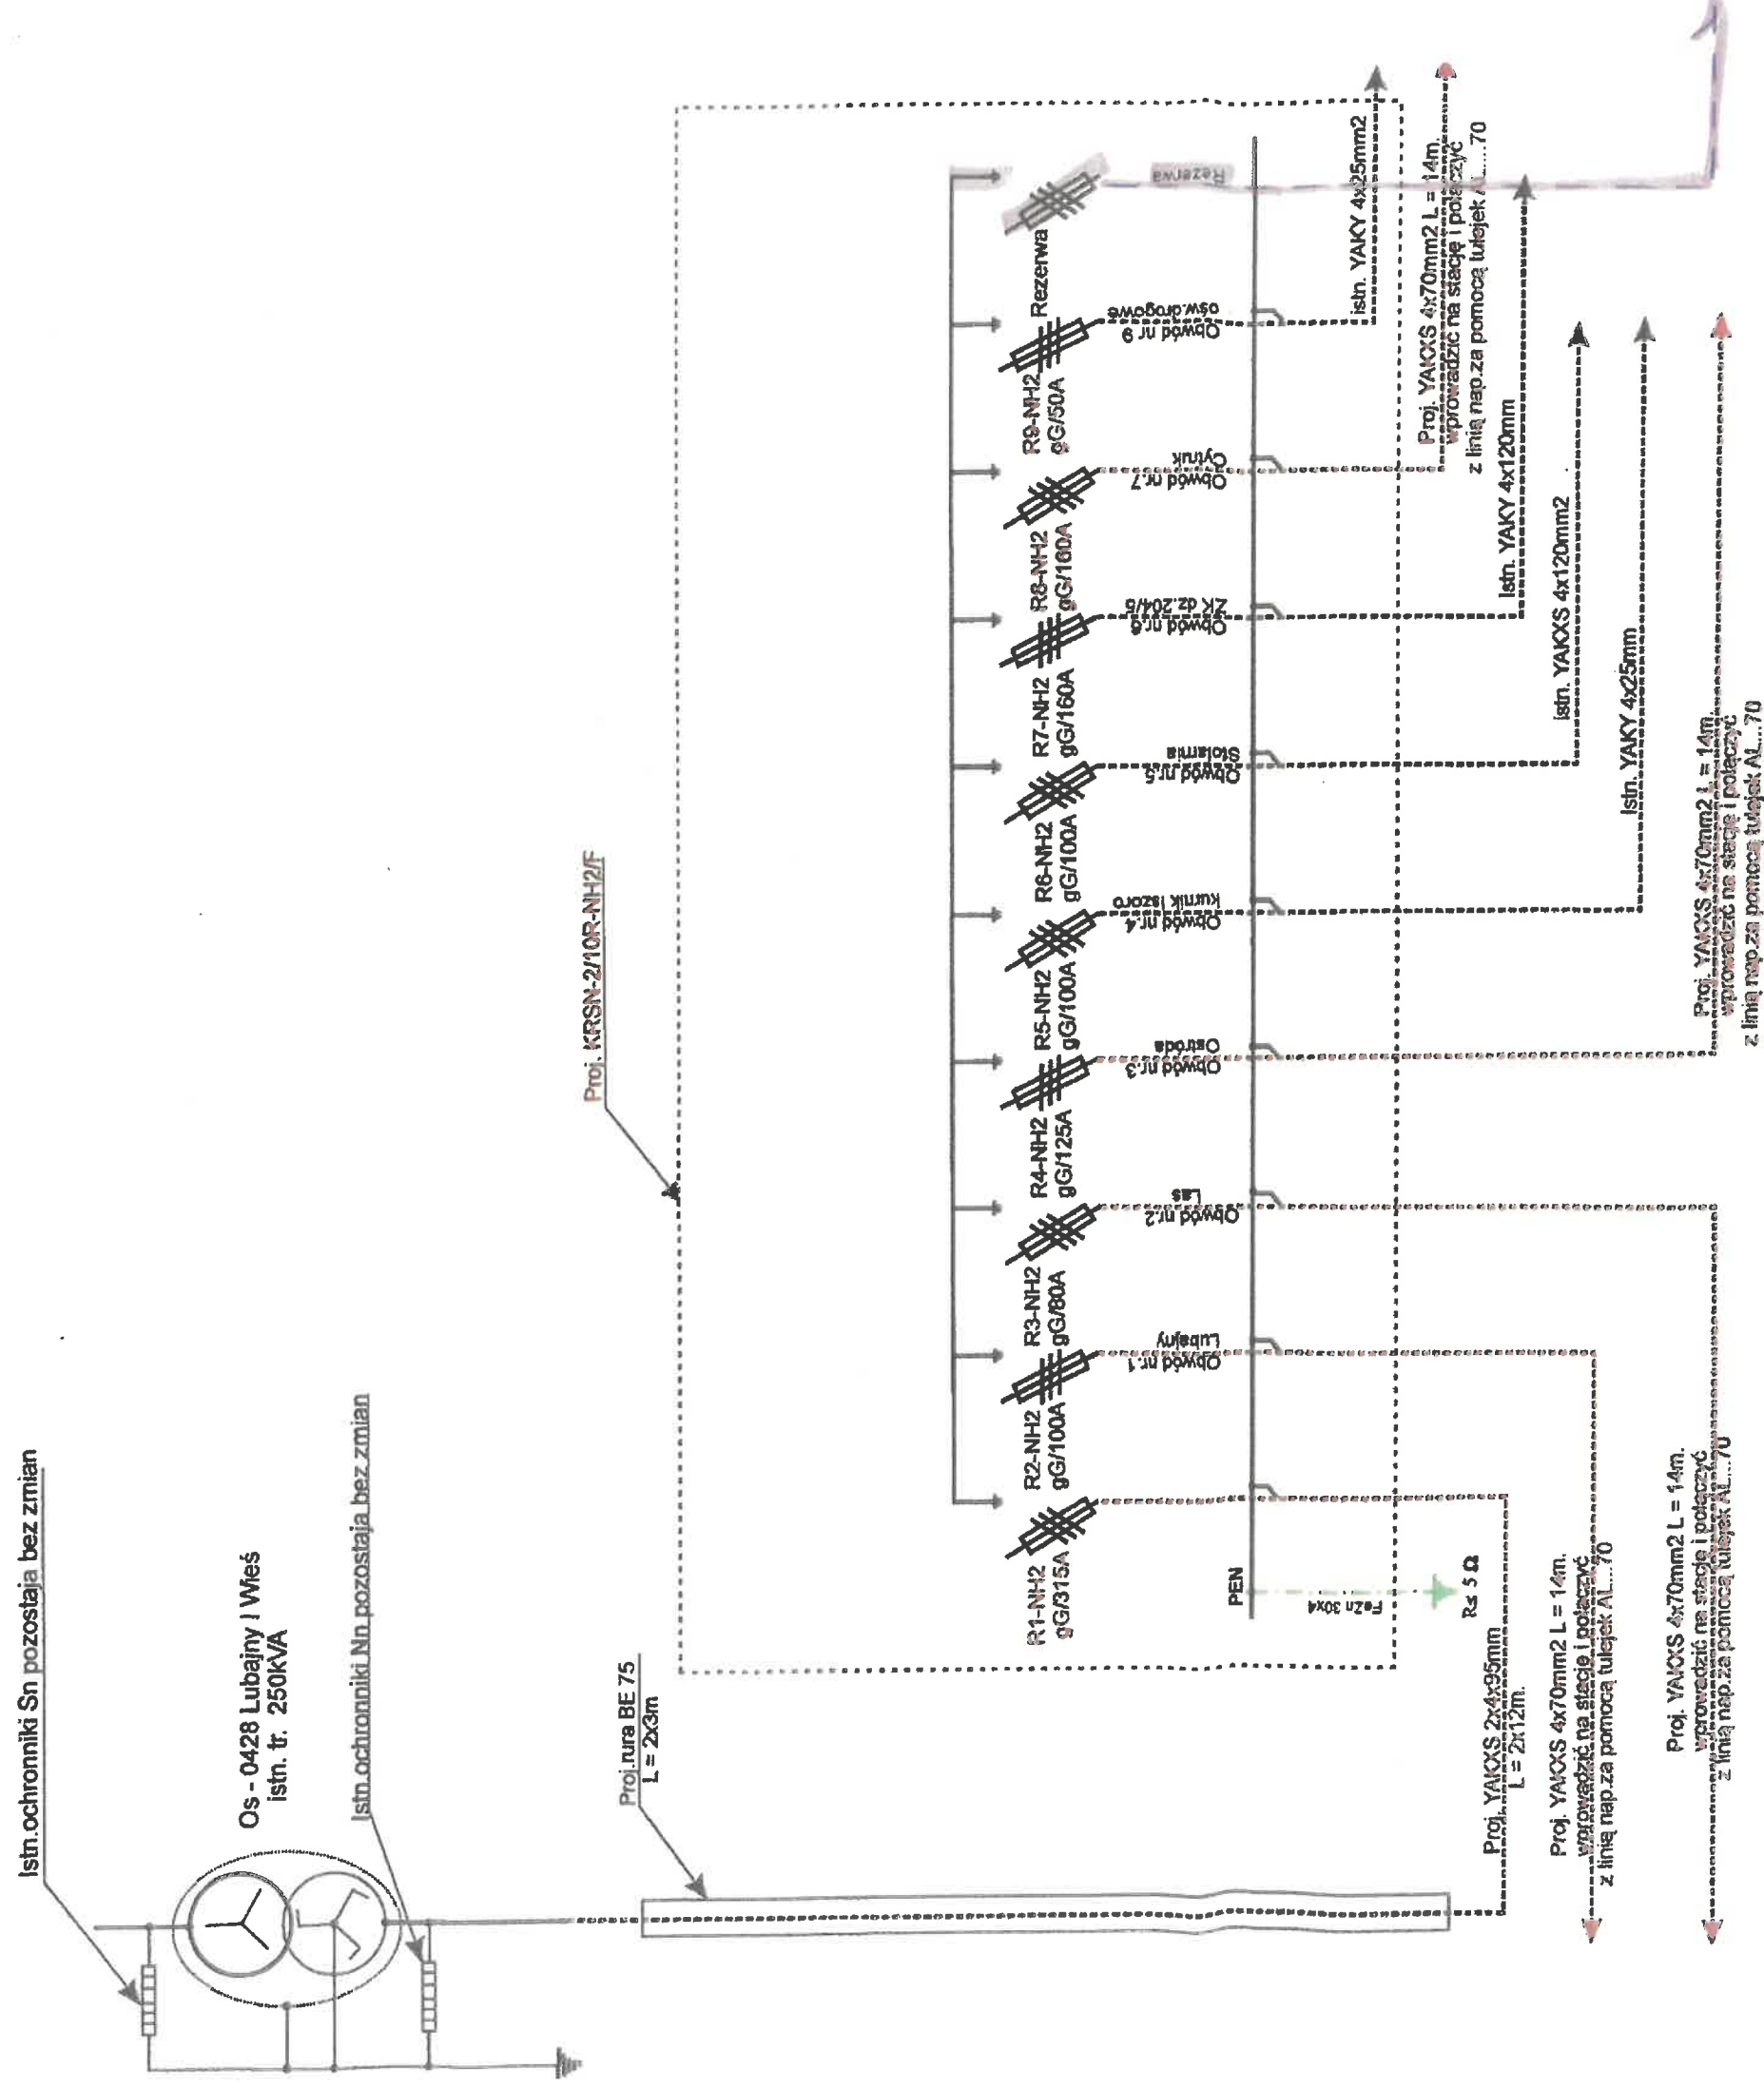 Istn.ochronniki Sn pozostaja bez zmian
Os - 0428 Lubajny I Wieś
istn. tr. 250kVA
Istn.ochronniki Nn pozostaja bez zmian
Proj. KRSN-2/10R-NH2/F
Proj.rura BE 75
L = 2x3m
R1-NH2
gG/315A
R2-NH2
gG/100A
R3-NH2
gG/80A
R4-NH2
gG/125A
R5-NH2
gG/100A
R6-NH2
gG/100A
R7-NH2
gG/160A
R8-NH2
gG/160A
R9-NH2
gG/50A
Rezerwa
Obwód nr.1
Lubajny
Obwód nr.2
Las
Obwód nr.3
Ostróda
Obwód nr.4
kurnik Iszoro
Obwód nr.5
Stolarnia
Obwód nr.6
ZK dz.204/5
Obwód nr.7
Cytruk
Obwód nr 9
ośw.drogowe
Rezerwa
PEN
FeZn 30x4
R≤ 5 Ω
istn. YAKY 4x25mm2
Proj. YAKXS 4x70mm2 L = 14m.
wprowadzić na stację i połączyć
z linią nap.za pomocą tulejek AL...70
Istn. YAKY 4x120mm
istn. YAKXS 4x120mm2
Istn. YAKY 4x25mm
Proj. YAKXS 4x70mm2 L = 14m.
wprowadzić na stację i połączyć
z linią nap.za pomocą tulejek AL...70
Proj. YAKXS 2x4x95mm
L = 2x12m.
Proj. YAKXS 4x70mm2 L = 14m.
wprowadzić na stację i połączyć
z linią nap.za pomocą tulejek AL...70
Proj. YAKXS 4x70mm2 L = 14m.
wprowadzić na stację i połączyć
z linią nap.za pomocą tulejek AL...70